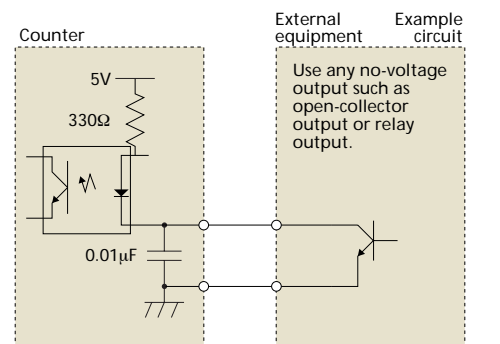 Counter
External equipment
Example circuit
5V
330Ω
0.01μF
Use any no-voltage
output such as
open-collector
output or relay
output.